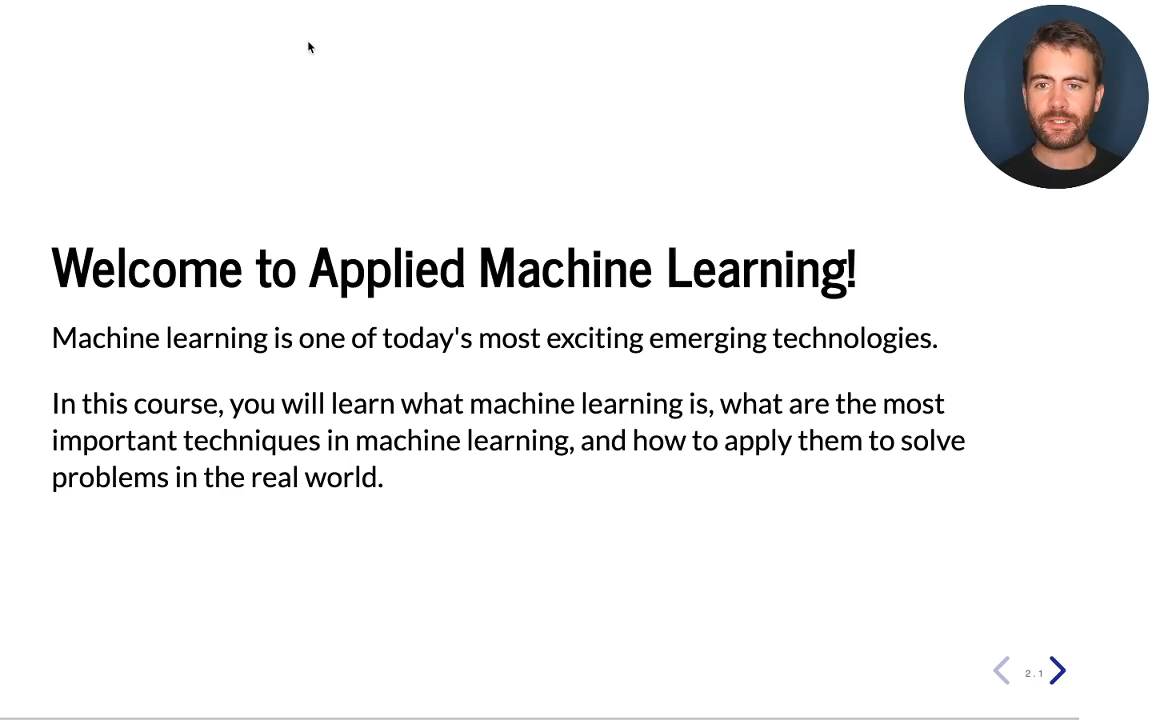 Welcome to Applied Machine Learning!
Machine learning is one of today's most exciting emerging technologies.
In this course, you will learn what machine learning is, what are the most
important techniques in machine learning, and how to apply them to solve
problems in the real world.
2.1